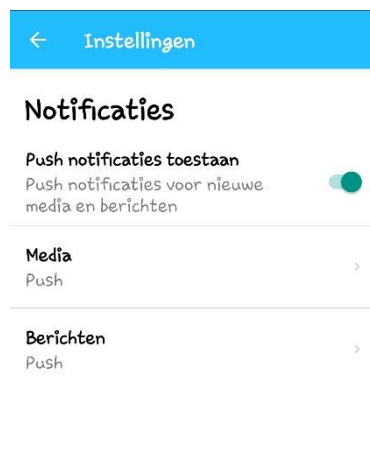 Instellingen
Notificaties
Push notificaties toestaan
Push notificaties voor nieuwe
media en berichten
Media
Push
Berichten
Push